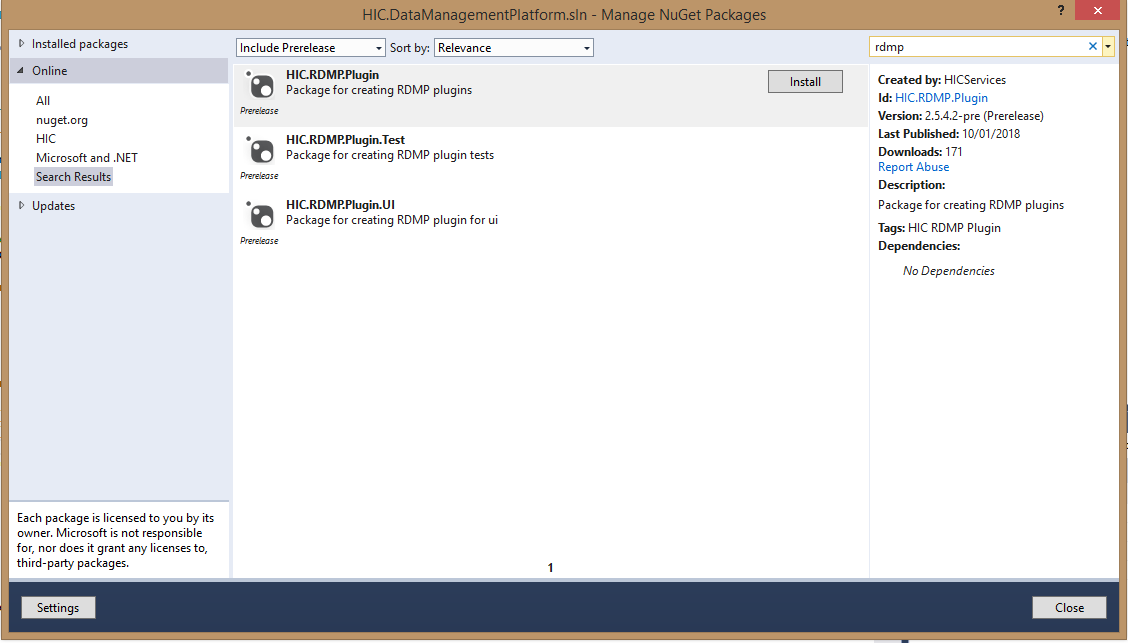 HIC.DataManagementPlatform.sln - Manage NuGet Packages
?
Installed packages
Online
All
nuget.org
HIC
Microsoft and .NET
Search Results
Updates
Each package is licensed to you by its
owner. Microsoft is not responsible
for, nor does it grant any licenses to,
third-party packages.
Settings
Include Prerelease
Sort by: Relevance
HIC.RDMP.Plugin
Package for creating RDMP plugins
Prerelease
Install
HIC.RDMP.Plugin.Test
Package for creating RDMP plugin tests
Prerelease
HIC.RDMP.Plugin.UI
Package for creating RDMP plugin for ui
Prerelease
1
rdmp
Created by: HICServices
Id: HIC.RDMP.Plugin
Version: 2.5.4.2-pre (Prerelease)
Last Published: 10/01/2018
Downloads: 171
Report Abuse
Description:
Package for creating RDMP plugins
Tags: HIC RDMP Plugin
Dependencies:
No Dependencies
Close